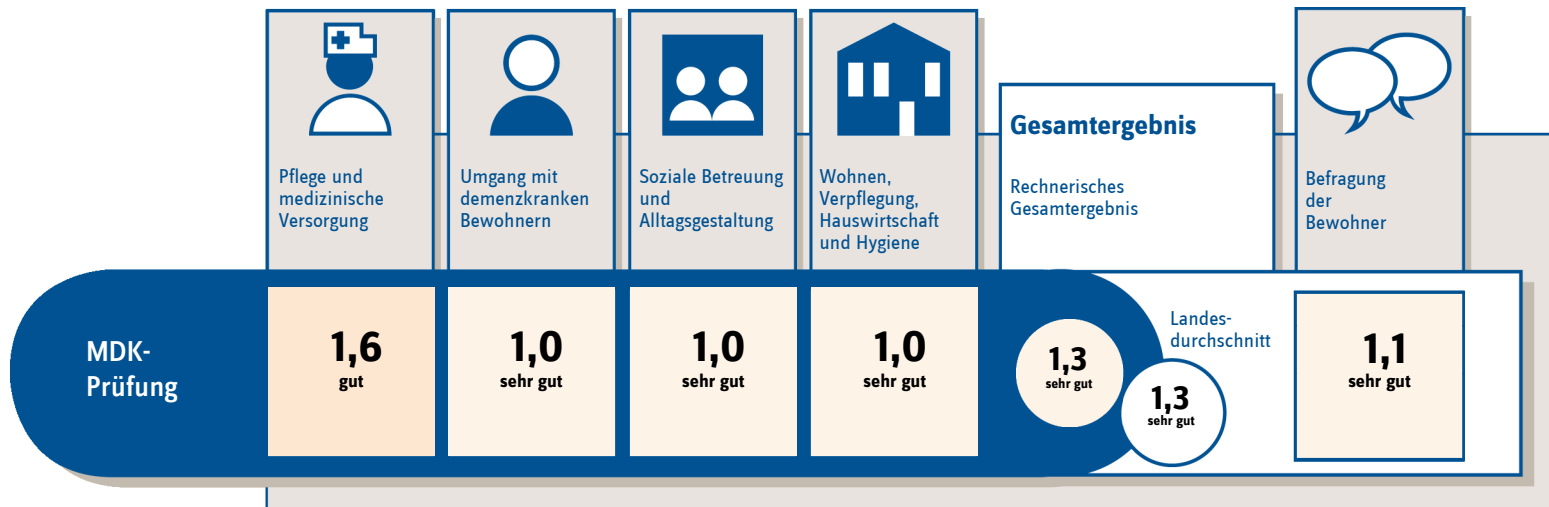 Pflege und
medizinische
Versorgung
Umgang mit
demenzkranken
Bewohnern
Soziale Betreuung
und
Alltagsgestaltung
Wohnen,
Verpflegung,
Hauswirtschaft
und Hygiene
Gesamtergebnis
Rechnerisches
Gesamtergebnis
Befragung
der
Bewohner
MDK-
Prüfung
1,6
gut
1,0
sehr gut
1,0
sehr gut
1,0
sehr gut
1,3
sehr gut
Landes-
durchschnitt
1,3
sehr gut
1,1
sehr gut